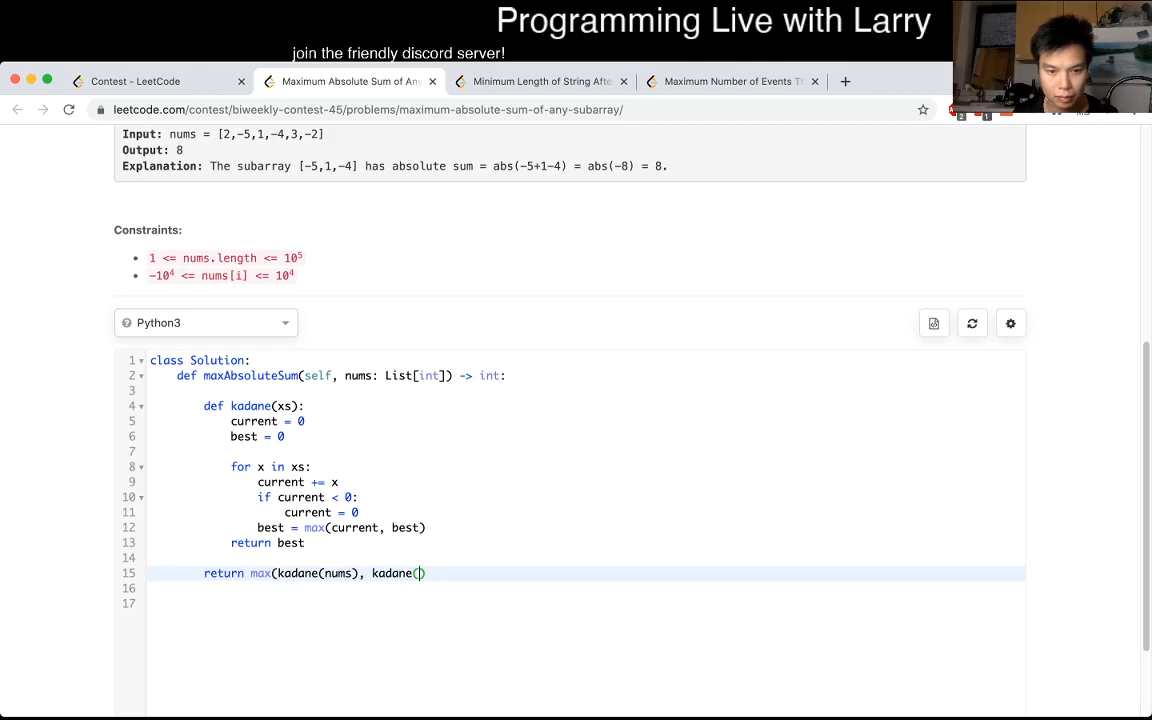 Programming Live with Larry
join the friendly discord server!
Contest - LeetCode
Maximum Absolute Sum of Any
Minimum Length of String Afte
Maximum Number of Events Th
leetcode.com/contest/biweekly-contest-45/problems/maximum-absolute-sum-of-any-subarray/
2
1
Input: nums = [2,-5,1,-4,3,-2]
Output: 8
Explanation: The subarray [-5,1,-4] has absolute sum = abs(-5+1-4) = abs(-8) = 8.
Constraints:
1 <= nums.length <= 10⁵
-10⁴ <= nums[i] <= 10⁴
Python3
1 class Solution:
2 def maxAbsoluteSum(self, nums: List[int]) -> int:
3
4 def kadane(xs):
5 current = 0
6 best = 0
7
8 for x in xs:
9 current += x
10 if current < 0:
11 current = 0
12 best = max(current, best)
13 return best
14
15 return max(kadane(nums), kadane()
16
17